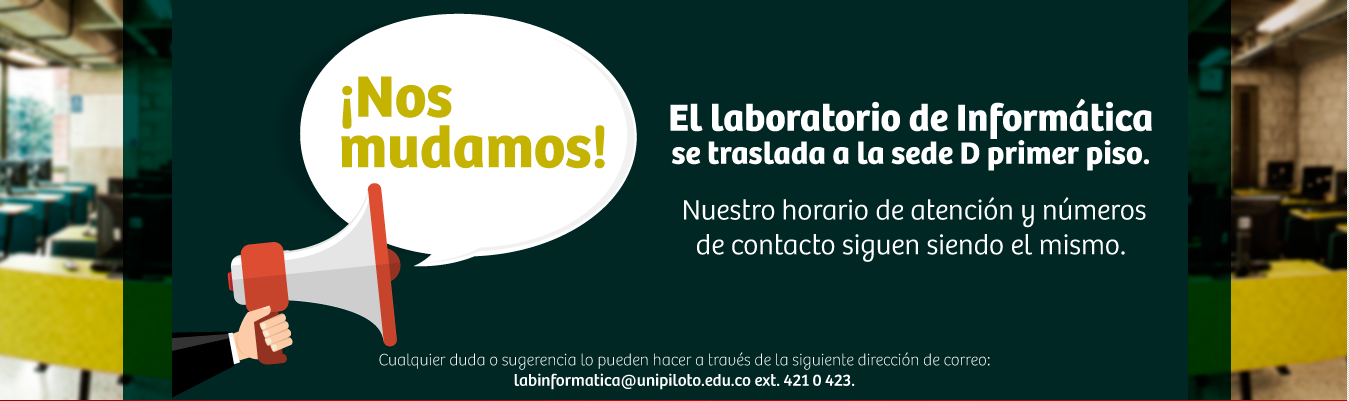 ¡Nos
mudamos!
El laboratorio de Informática
se traslada a la sede D primer piso.
Nuestro horario de atención y números
de contacto siguen siendo el mismo.
Cualquier duda o sugerencia lo pueden hacer a través de la siguiente dirección de correo:
labinformatica@unipiloto.edu.co ext. 421 0 423.